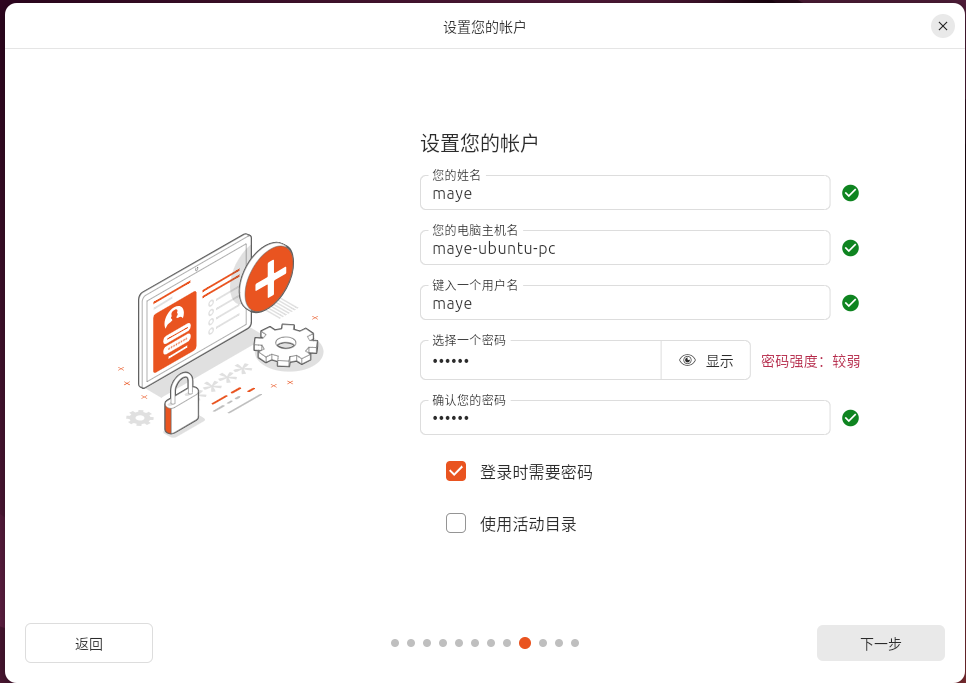 设置您的帐户
设置您的帐户
您的姓名
maye
您的电脑主机名
maye-ubuntu-pc
键入一个用户名
maye
选择一个密码
•••••• 显示 密码强度：较弱
确认您的密码
••••••
登录时需要密码
使用活动目录
返回 下一步